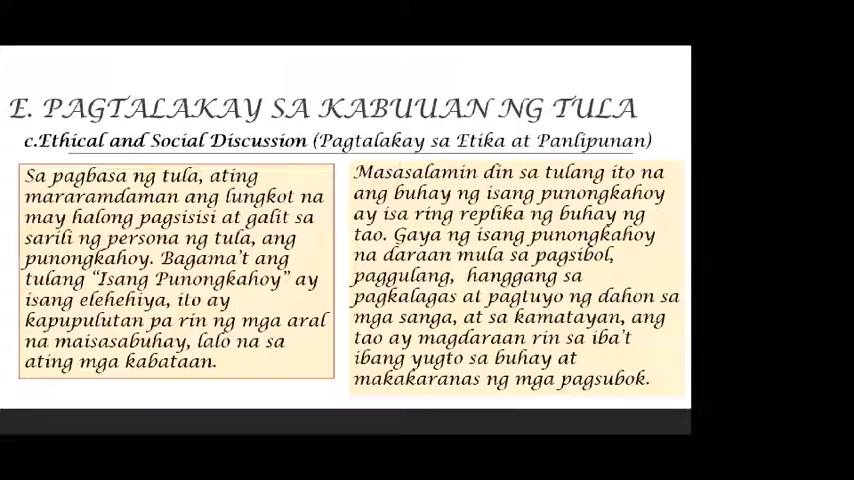 E. PAGTALAKAY SA KABUUAN NG TULA
c.Ethical and Social Discussion (Pagtalakay sa Etika at Panlipunan)
Sa pagbasa ng tula, ating
mararamdaman ang lungkot na
may halong pagsisisi at galit sa
sarili ng persona ng tula, ang
punongkahoy. Bagama't ang
tulang "Isang Punongkahoy" ay
isang elehehiya, ito ay
kapupulutan pa rin ng mga aral
na maisasabuhay, lalo na sa
ating mga kabataan.
Masasalamin din sa tulang ito na
ang buhay ng isang punongkahoy
ay isa ring replika ng buhay ng
tao. Gaya ng isang punongkahoy
na daraan mula sa pagsibol,
paggulang, hanggang sa
pagkalagas at pagtuyo ng dahon sa
mga sanga, at sa kamatayan, ang
tao ay magdaraan rin sa iba't
ibang yugto sa buhay at
makakaranas ng mga pagsubok.